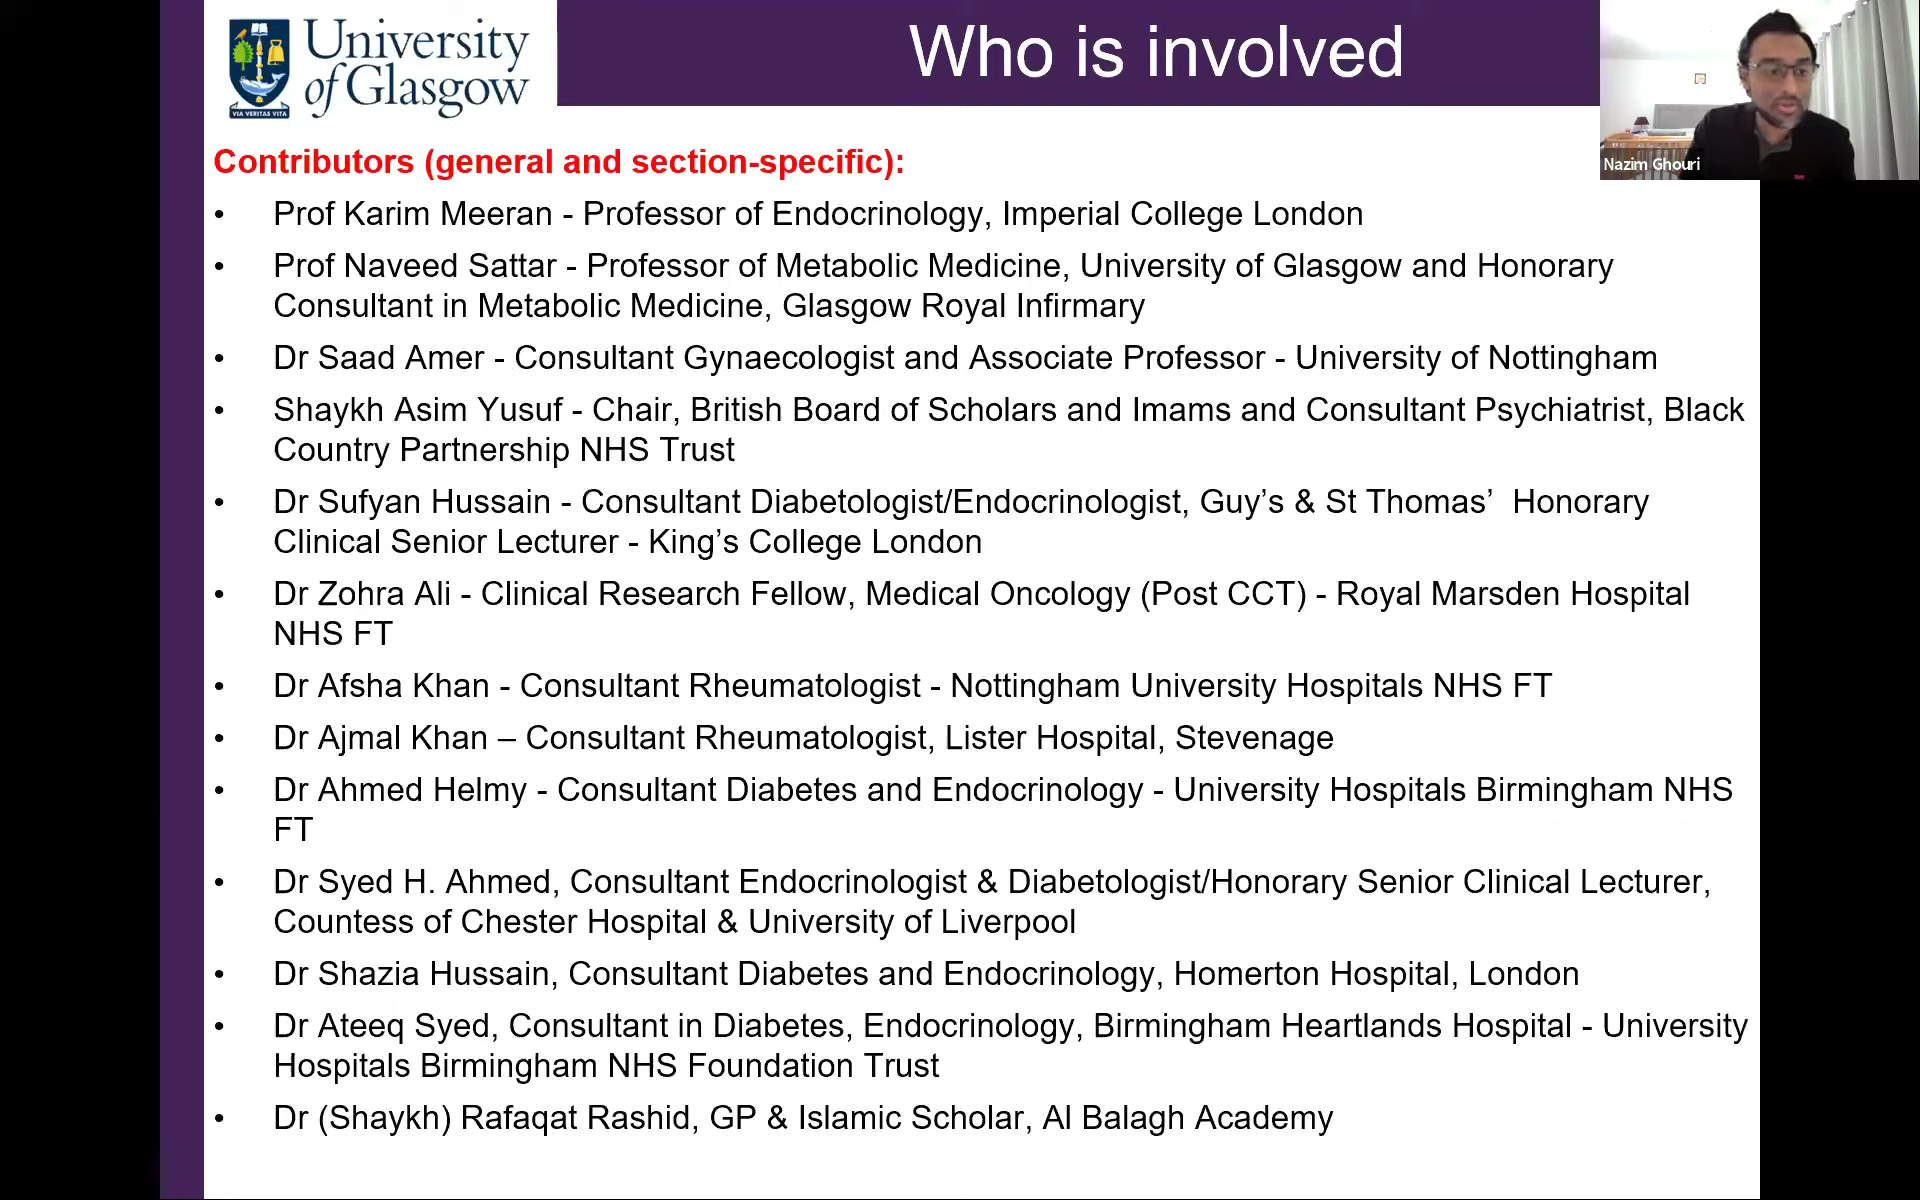 University
of Glasgow
VIA VERITAS VITA
Who is involved
Nazim Ghouri
Contributors (general and section-specific):
• Prof Karim Meeran - Professor of Endocrinology, Imperial College London
• Prof Naveed Sattar - Professor of Metabolic Medicine, University of Glasgow and Honorary
Consultant in Metabolic Medicine, Glasgow Royal Infirmary
• Dr Saad Amer - Consultant Gynaecologist and Associate Professor - University of Nottingham
• Shaykh Asim Yusuf - Chair, British Board of Scholars and Imams and Consultant Psychiatrist, Black
Country Partnership NHS Trust
• Dr Sufyan Hussain - Consultant Diabetologist/Endocrinologist, Guy’s & St Thomas’ Honorary
Clinical Senior Lecturer - King’s College London
• Dr Zohra Ali - Clinical Research Fellow, Medical Oncology (Post CCT) - Royal Marsden Hospital
NHS FT
• Dr Afsha Khan - Consultant Rheumatologist - Nottingham University Hospitals NHS FT
• Dr Ajmal Khan – Consultant Rheumatologist, Lister Hospital, Stevenage
• Dr Ahmed Helmy - Consultant Diabetes and Endocrinology - University Hospitals Birmingham NHS
FT
• Dr Syed H. Ahmed, Consultant Endocrinologist & Diabetologist/Honorary Senior Clinical Lecturer,
Countess of Chester Hospital & University of Liverpool
• Dr Shazia Hussain, Consultant Diabetes and Endocrinology, Homerton Hospital, London
• Dr Ateeq Syed, Consultant in Diabetes, Endocrinology, Birmingham Heartlands Hospital - University
Hospitals Birmingham NHS Foundation Trust
• Dr (Shaykh) Rafaqat Rashid, GP & Islamic Scholar, Al Balagh Academy